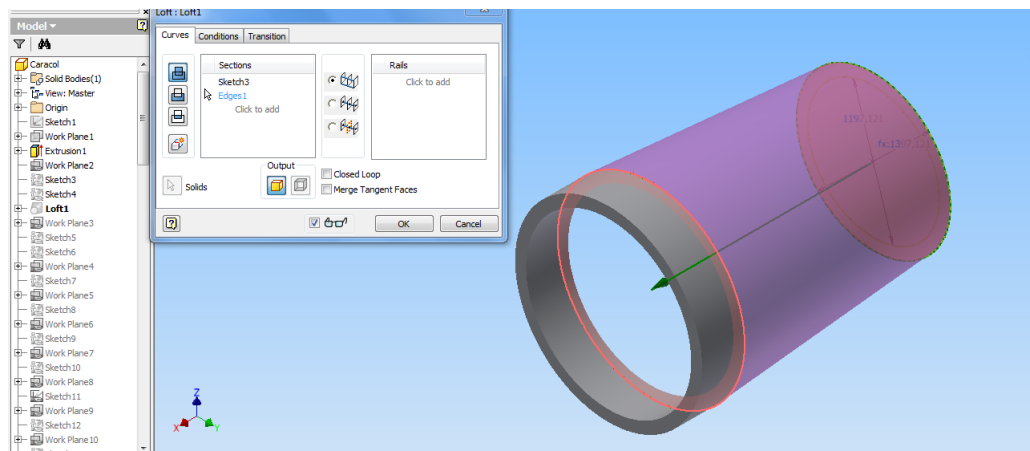 Loft : Loft1
Model
Caracol
Solid Bodies(1)
View: Master
Origin
Sketch1
Work Plane1
Extrusion1
Work Plane2
Sketch3
Sketch4
Loft1
Work Plane3
Sketch5
Sketch6
Work Plane4
Sketch7
Work Plane5
Sketch8
Work Plane6
Sketch9
Work Plane7
Sketch10
Work Plane8
Sketch11
Work Plane9
Sketch12
Work Plane10
Curves
Conditions
Transition
Sections
Sketch3
Edges1
Click to add
Rails
Click to add
Solids
Output
Closed Loop
Merge Tangent Faces
OK
Cancel
1197,121
Z
X
Y